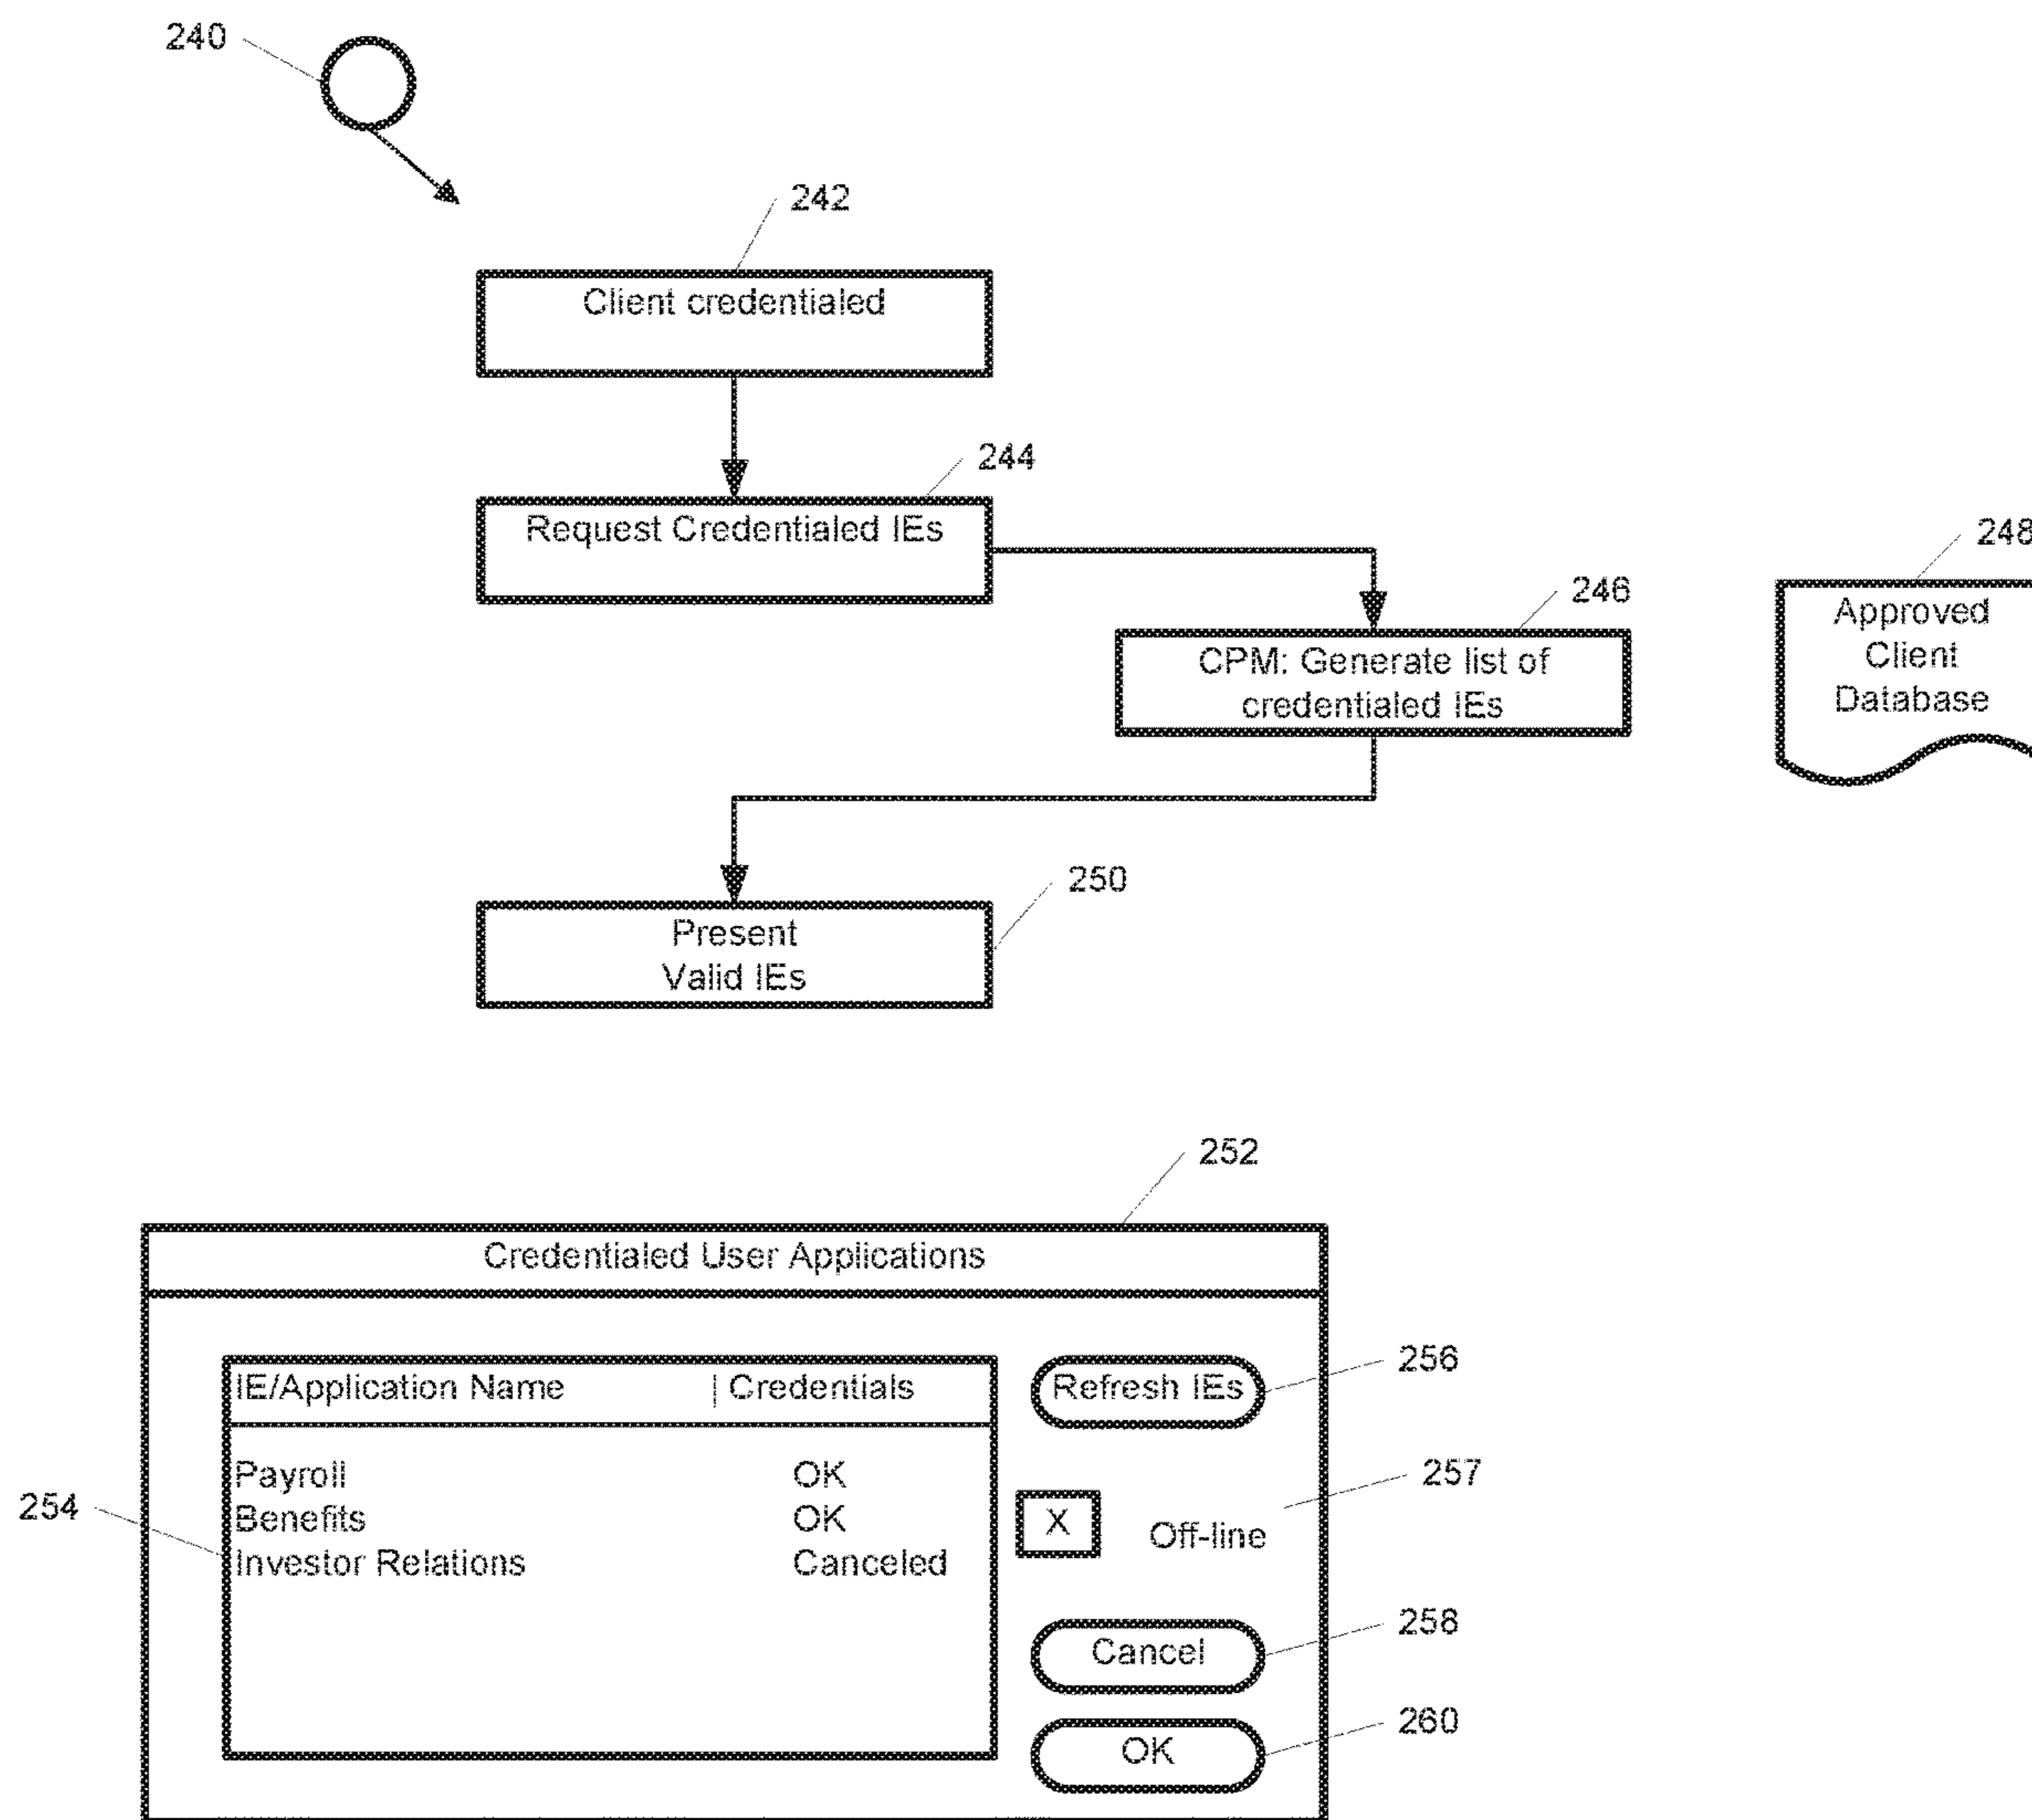 240
242
Client credentialed
244
Request Credentialed IEs
248
246
Approved
Client
Database
CPM: Generate list of
credentialed IEs
250
Present
Valid IEs
252
Credentialed User Applications
256
IE/Application Name | Credentials
Refresh IEs
257
Payroll OK
254
Benefits OK
X Off-line
Investor Relations Canceled
258
Cancel
260
OK